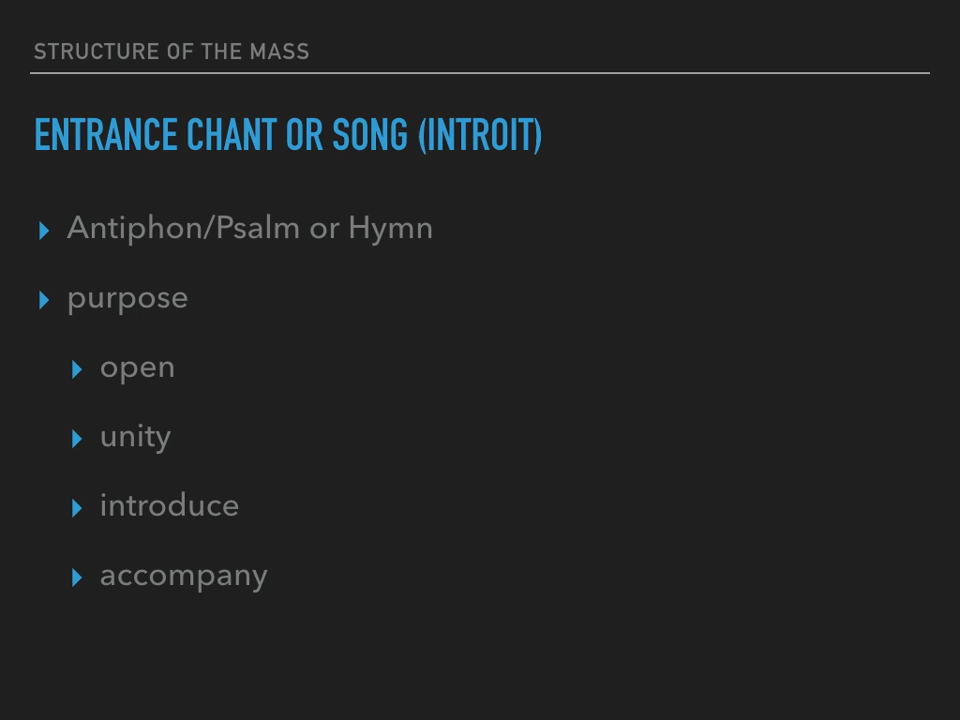 STRUCTURE OF THE MASS
ENTRANCE CHANT OR SONG (INTROIT)
Antiphon/Psalm or Hymn
purpose
open
unity
introduce
accompany